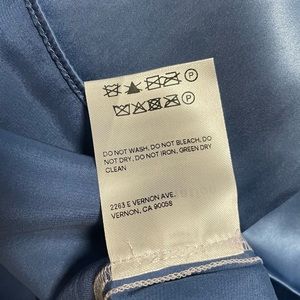 P
P
DO NOT WASH, DO NOT BLEACH, DO
NOT DRY, DO NOT IRON, GREEN DRY
CLEAN
2263 E VERNON AVE.
VERNON, CA 90058